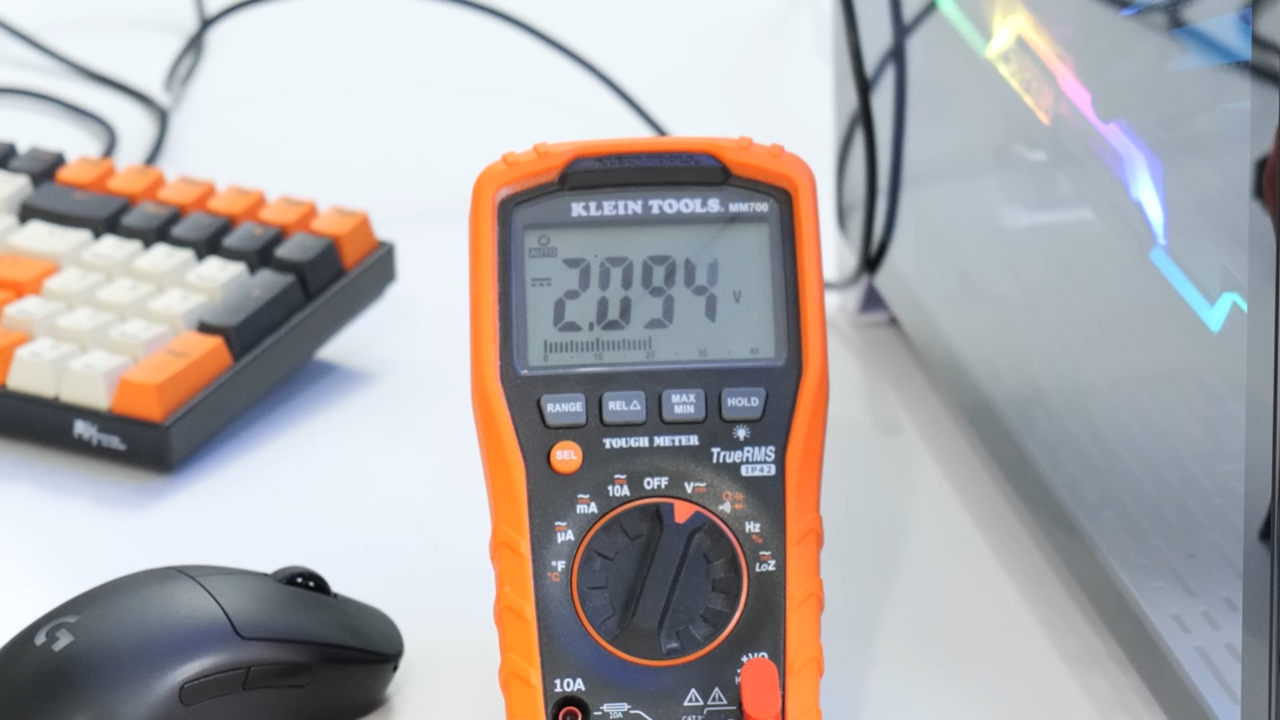 KLEIN TOOLS. MM700
AUTO
2.094 V
0 10 20 30 40
RANGE REL△ MAX MIN HOLD
SEL TOUGH METER TrueRMS
IP42
10A OFF V
mA Hz
µA %
°F LoZ
°C
10A
10A
G